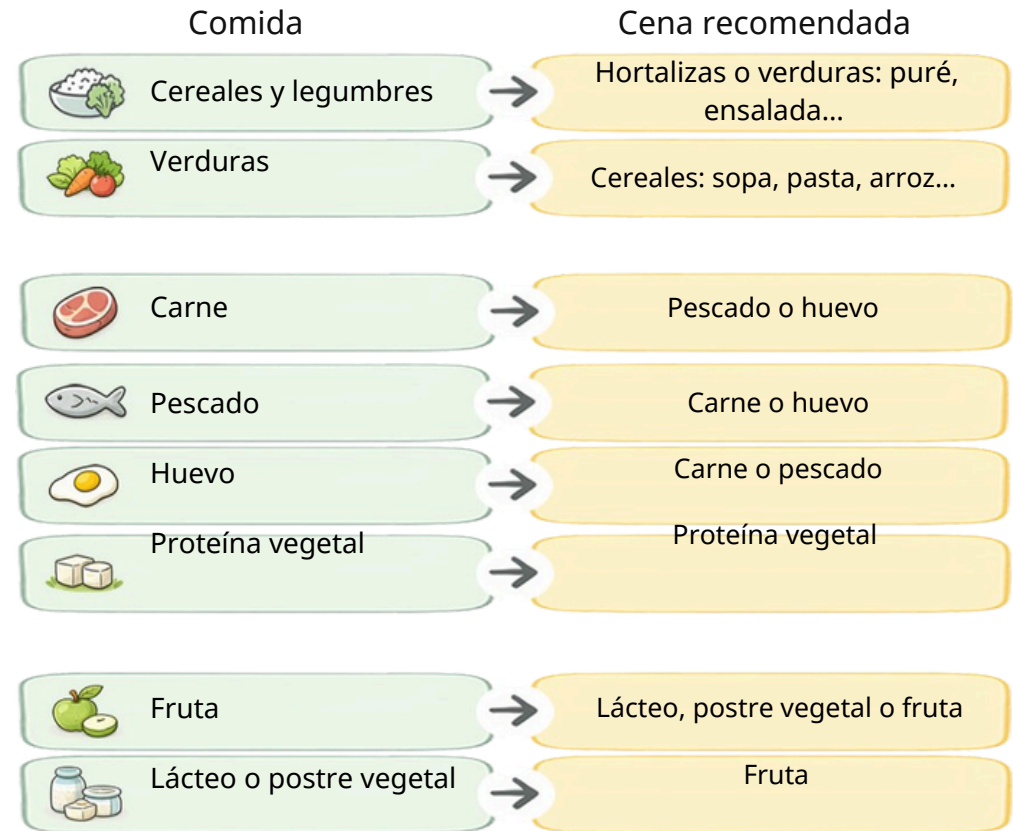 Comida
Cena recomendada
Cereales y legumbres
Hortalizas o verduras: puré,
ensalada...
Verduras
Cereales: sopa, pasta, arroz...
Carne
Pescado o huevo
Pescado
Carne o huevo
Huevo
Carne o pescado
Proteína vegetal
Proteína vegetal
Fruta
Lácteo, postre vegetal o fruta
Lácteo o postre vegetal
Fruta